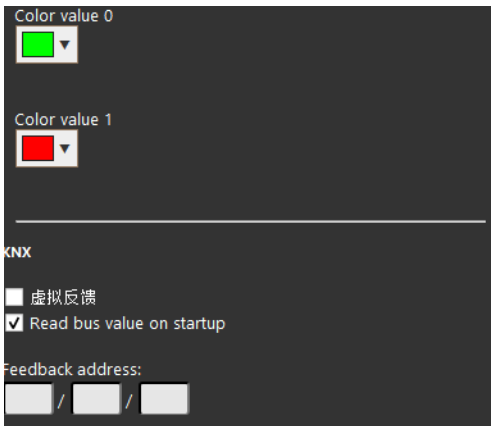 Color value 0
Color value 1
KNX
虚拟反馈
Read bus value on startup
Feedback address:
/ /